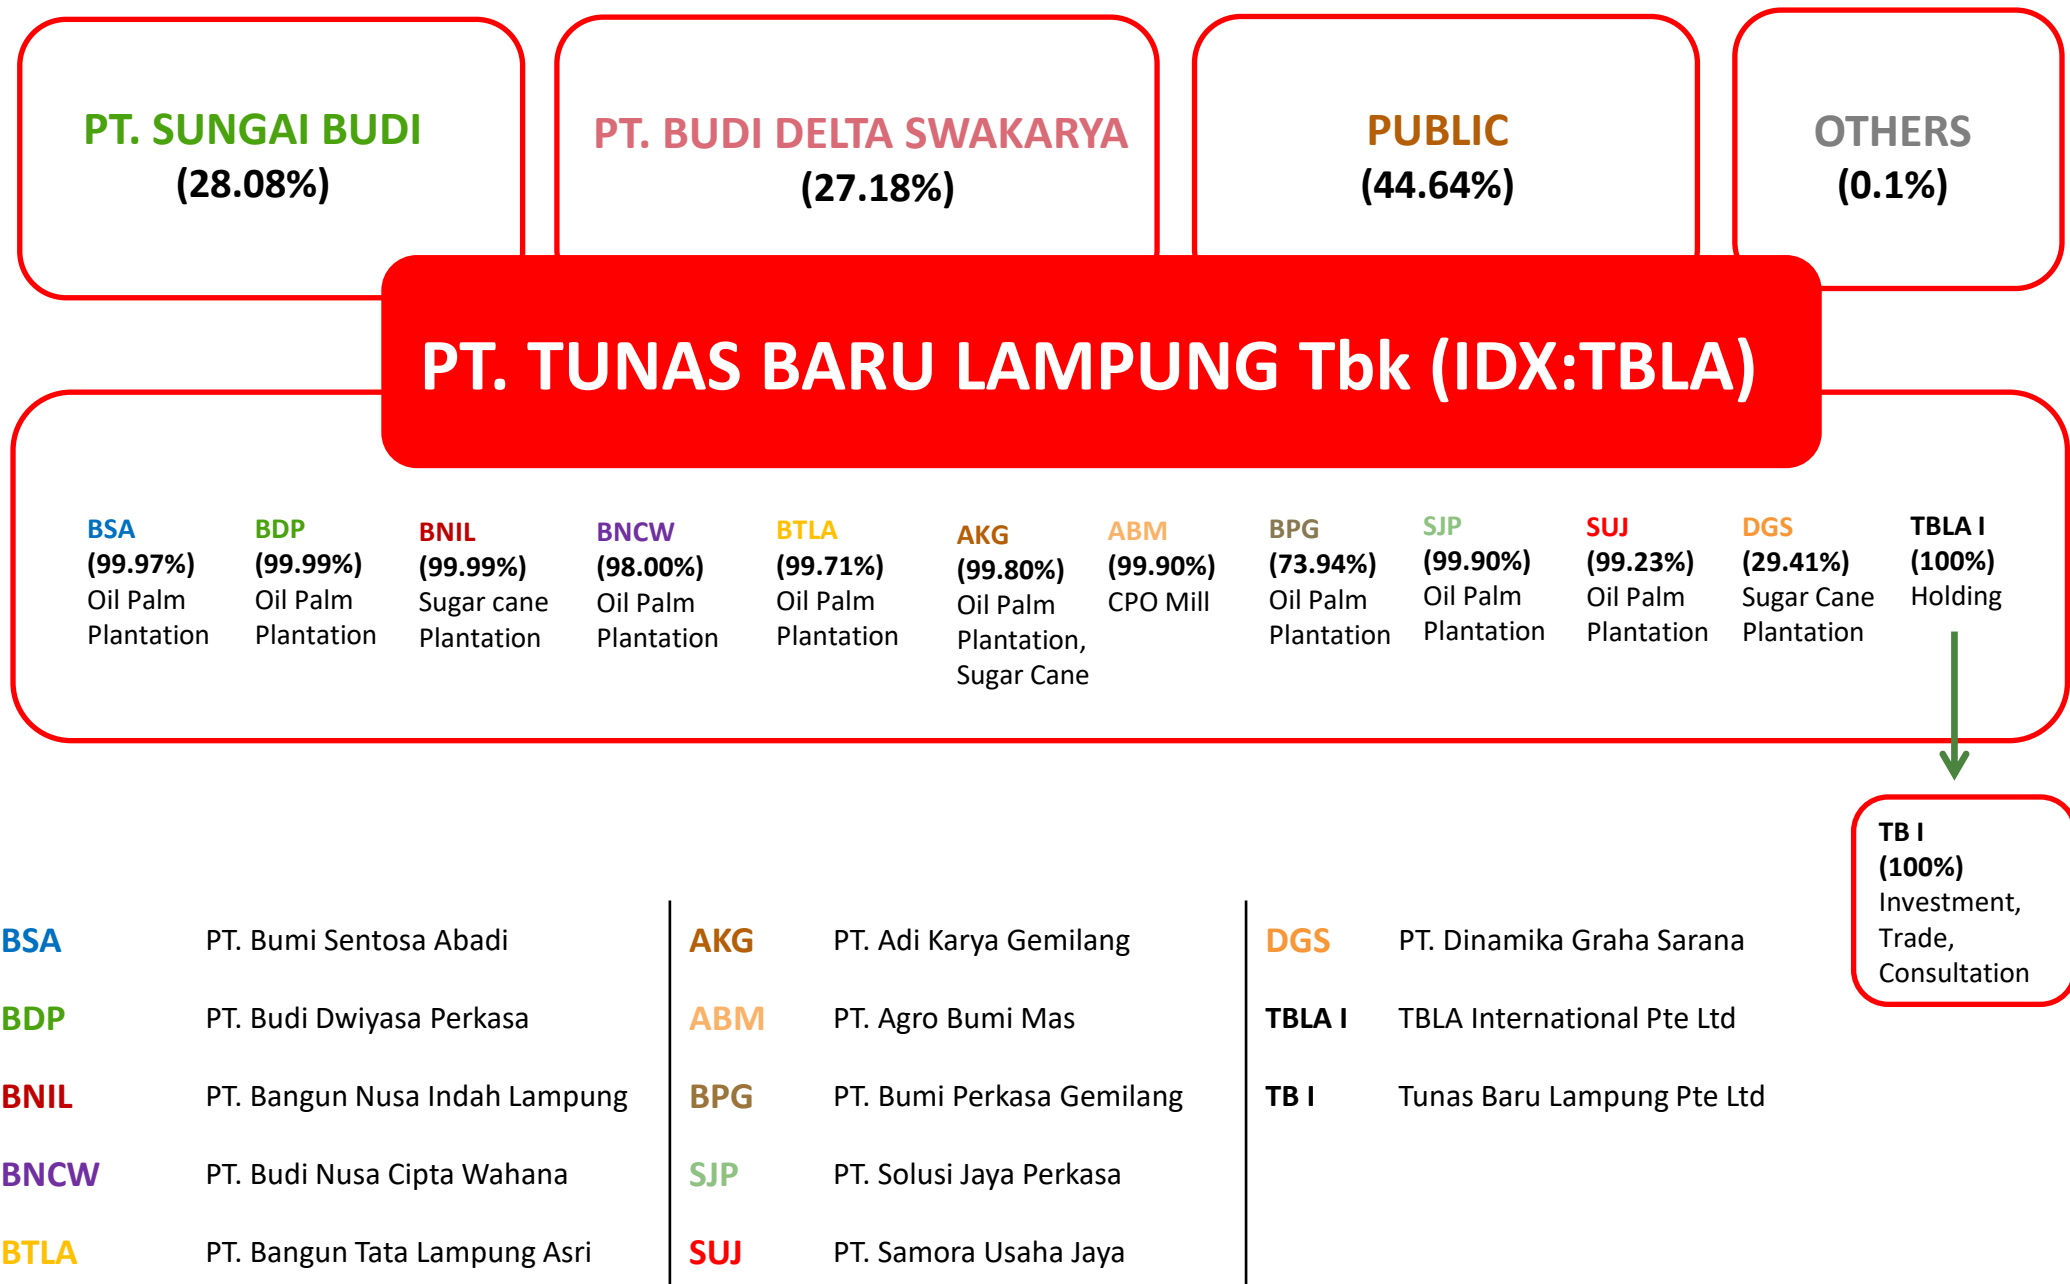 PT. SUNGAI BUDI
(28.08%)
PT. BUDI DELTA SWAKARYA
(27.18%)
PUBLIC
(44.64%)
OTHERS
(0.1%)
PT. TUNAS BARU LAMPUNG Tbk (IDX:TBLA)
BSA
(99.97%)
Oil Palm
Plantation
BDP
(99.99%)
Oil Palm
Plantation
BNIL
(99.99%)
Sugar cane
Plantation
BNCW
(98.00%)
Oil Palm
Plantation
BTLA
(99.71%)
Oil Palm
Plantation
AKG
(99.80%)
Oil Palm
Plantation,
Sugar Cane
ABM
(99.90%)
CPO Mill
BPG
(73.94%)
Oil Palm
Plantation
SJP
(99.90%)
Oil Palm
Plantation
SUJ
(99.23%)
Oil Palm
Plantation
DGS
(29.41%)
Sugar Cane
Plantation
TBLA I
(100%)
Holding
TB I
(100%)
Investment,
Trade,
Consultation
BSA PT. Bumi Sentosa Abadi
BDP PT. Budi Dwiyasa Perkasa
BNIL PT. Bangun Nusa Indah Lampung
BNCW PT. Budi Nusa Cipta Wahana
BTLA PT. Bangun Tata Lampung Asri
AKG PT. Adi Karya Gemilang
ABM PT. Agro Bumi Mas
BPG PT. Bumi Perkasa Gemilang
SJP PT. Solusi Jaya Perkasa
SUJ PT. Samora Usaha Jaya
DGS PT. Dinamika Graha Sarana
TBLA I TBLA International Pte Ltd
TB I Tunas Baru Lampung Pte Ltd